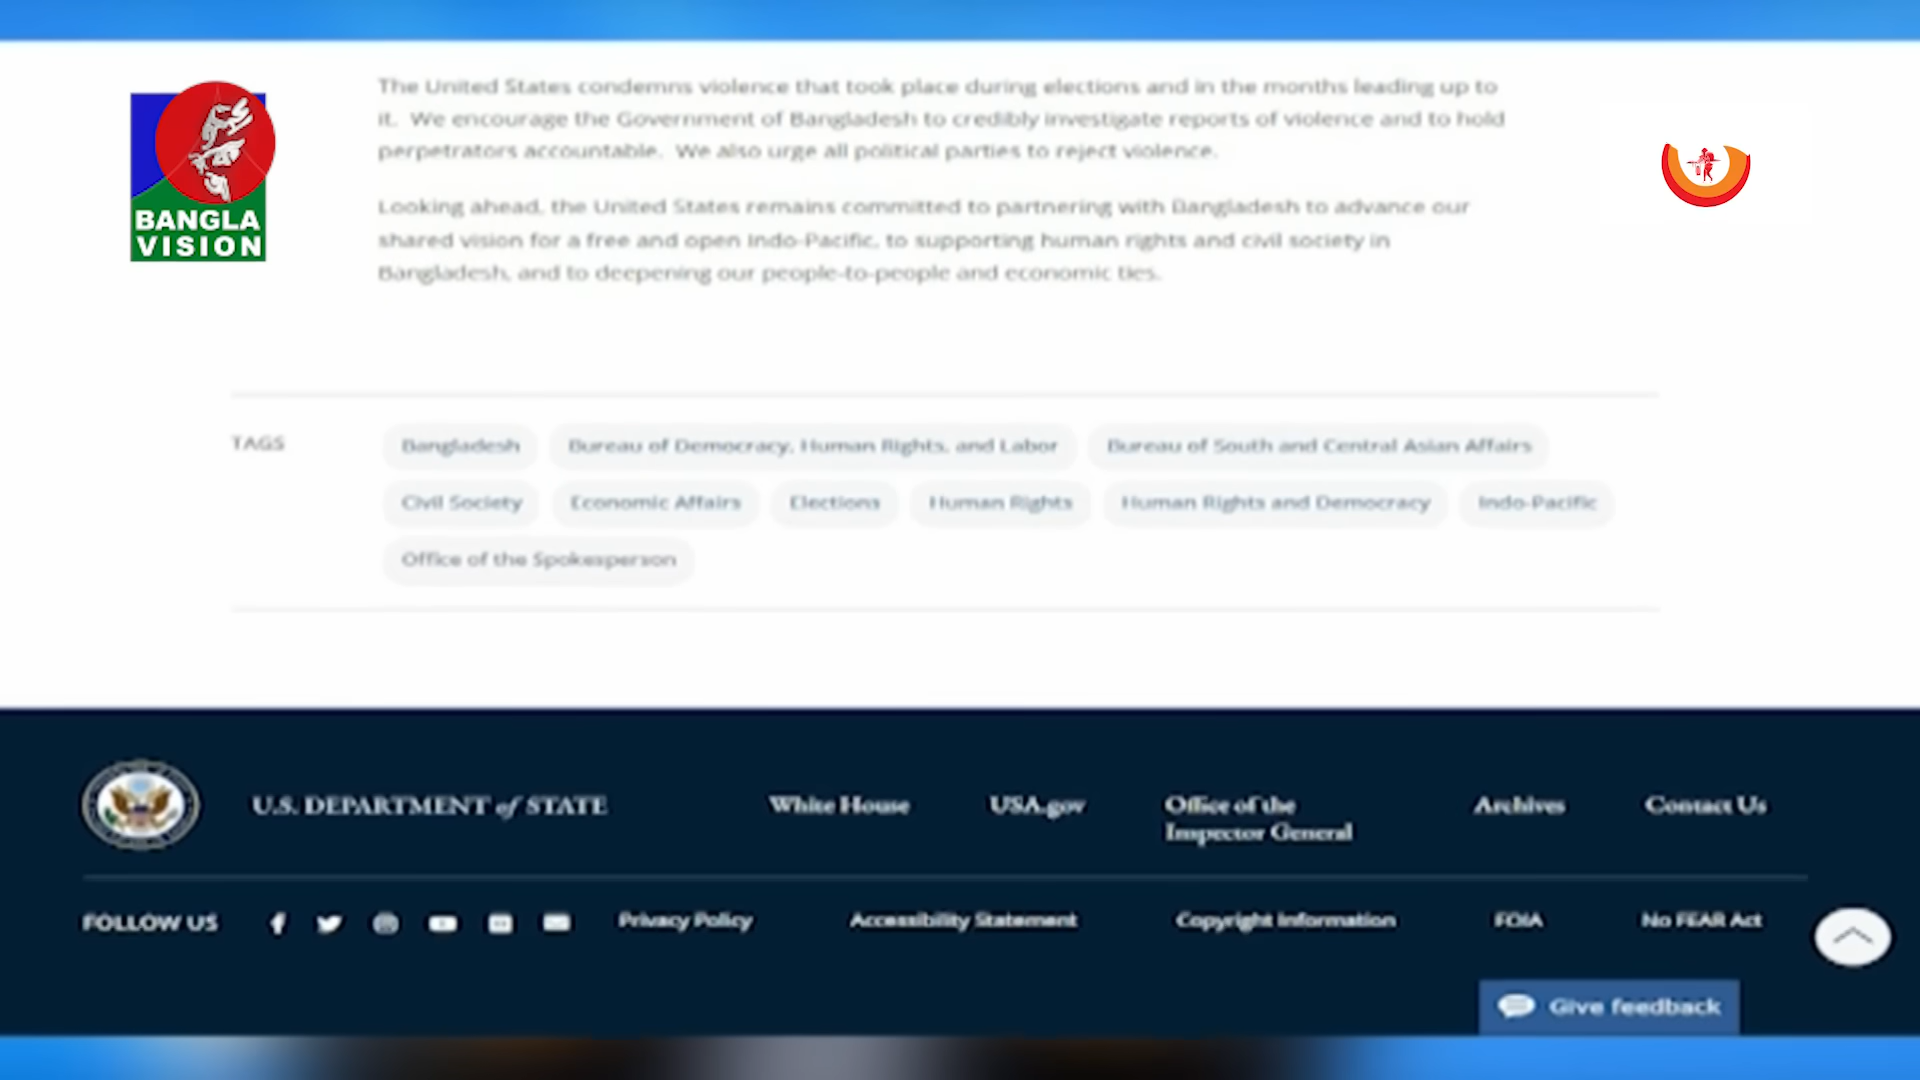 The United States condemns violence that took place during elections and in the months leading up to
it. We encourage the Government of Bangladesh to credibly investigate reports of violence and to hold
perpetrators accountable. We also urge all political parties to reject violence.
Looking ahead, the United States remains committed to partnering with Bangladesh to advance our
shared vision for a free and open Indo-Pacific, to supporting human rights and civil society in
Bangladesh, and to deepening our people-to-people and economic ties.
BANGLA
VISION
TAGS
Bangladesh
Bureau of Democracy, Human Rights, and Labor
Bureau of South and Central Asian Affairs
Civil Society
Economic Affairs
Elections
Human Rights
Human Rights and Democracy
Indo-Pacific
Office of the Spokesperson
U.S. DEPARTMENT of STATE
White House
USA.gov
Office of the
Inspector General
Archives
Contact Us
FOLLOW US
Privacy Policy
Accessibility Statement
Copyright Information
FOIA
No FEAR Act
Give feedback